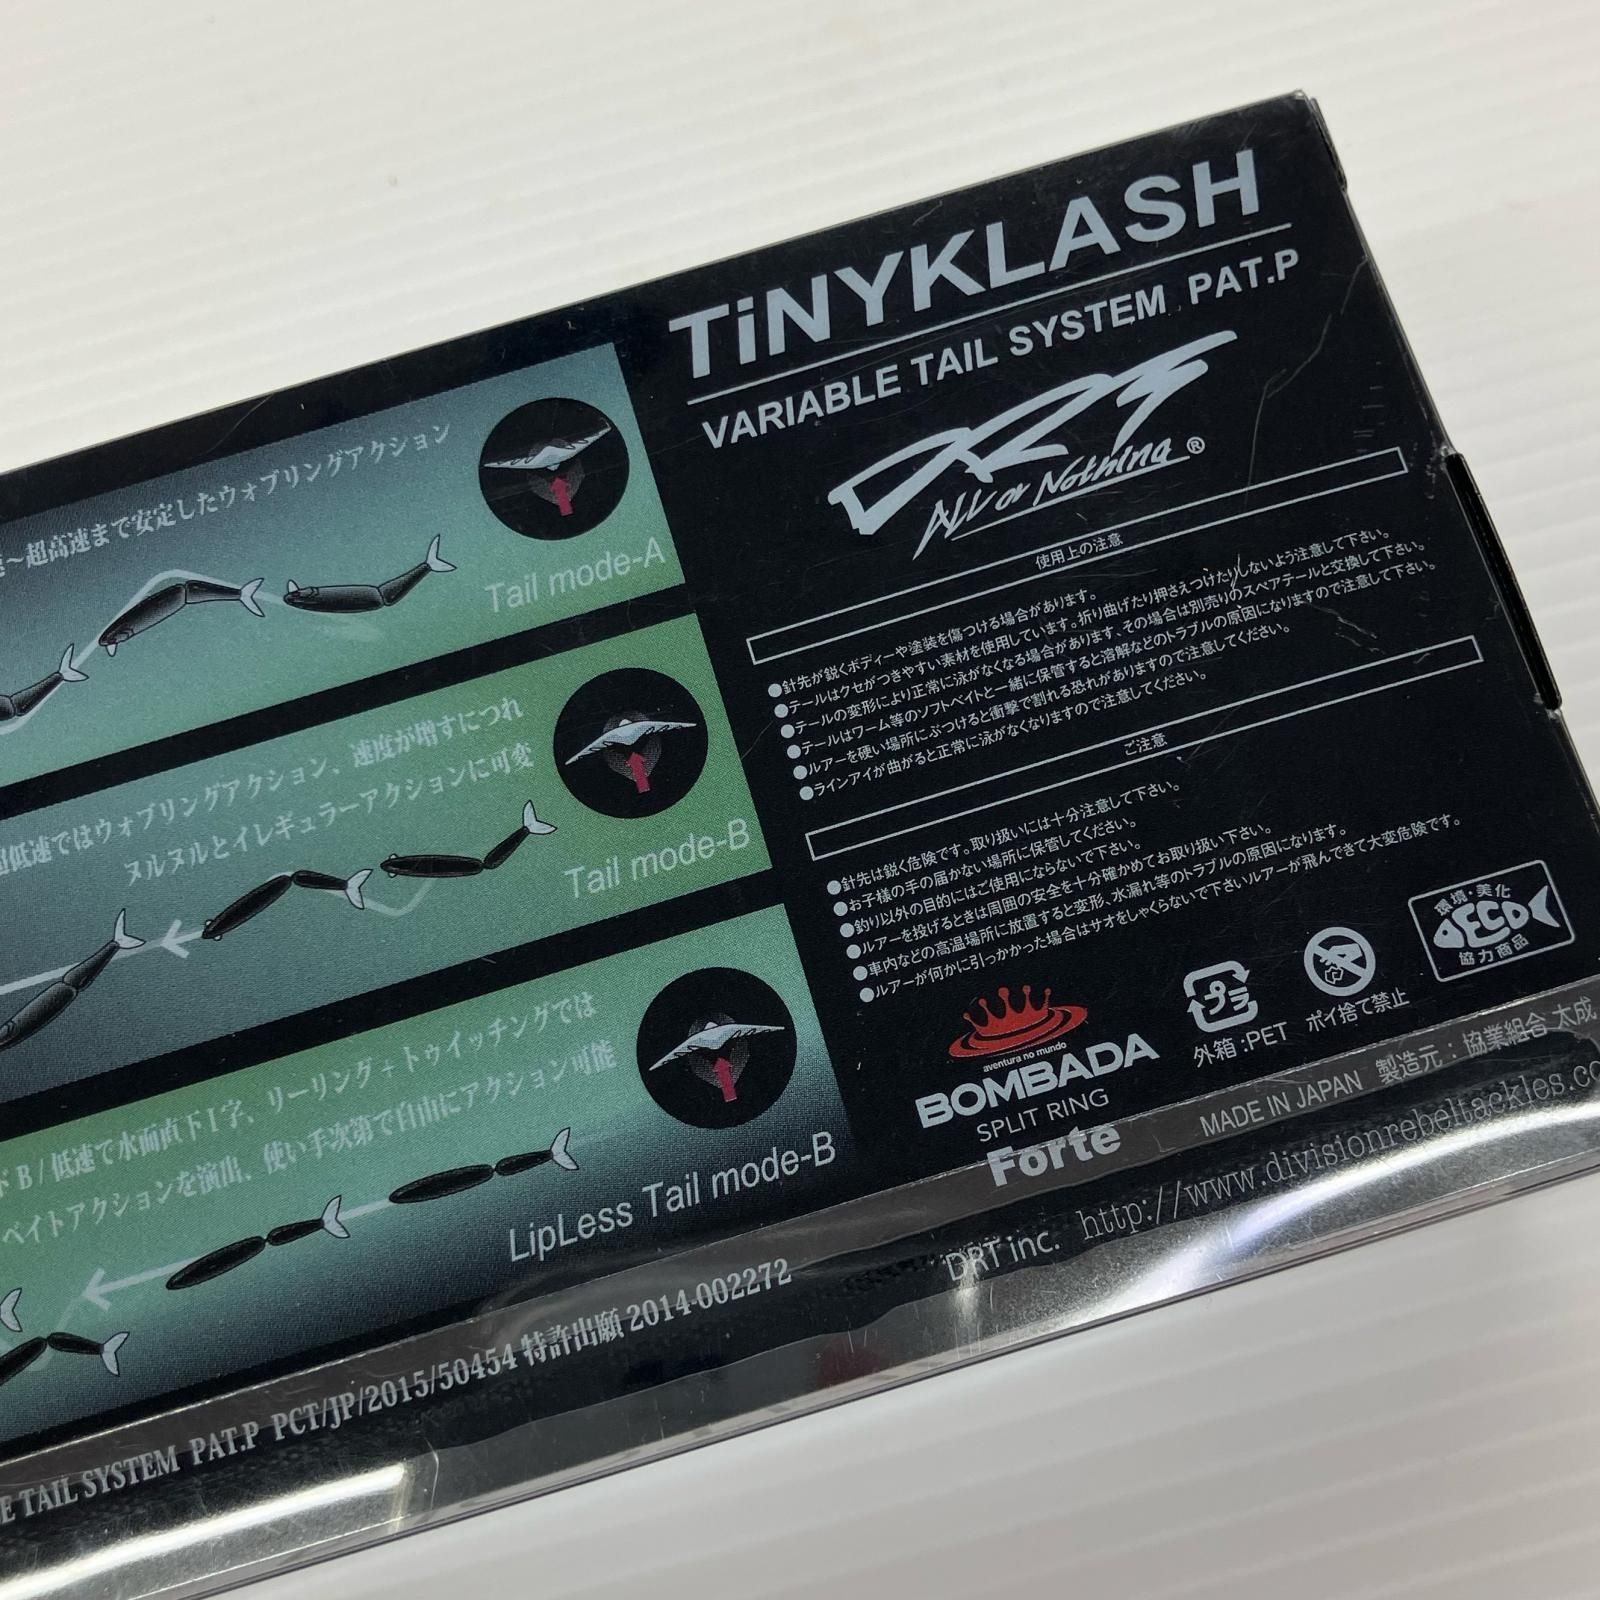 TiNYKLASH
VARIABLE TAIL SYSTEM PAT.P
DRT
ALL or Nothing ®
使用上の注意
●針先が鋭くボディーや塗装を傷つける場合があります。
●テールはクセがつきやすい素材を使用しています。折り曲げたり押さえつけたりしないよう注意して下さい。
●テールの変形により正常に泳がなくなる場合があります、その場合は別売りのスペアテールと交換して下さい。
●テールはワーム等のソフトベイトと一緒に保管すると溶解などのトラブルの原因になりますので注意して下さい。
●ルアーを硬い場所にぶつけると衝撃で割れる恐れがありますので注意してください。
●ラインアイが曲がると正常に泳がなくなりますので注意してください。
ご注意
●針先は鋭く危険です。取り扱いには十分注意して下さい。
●お子様の手の届かない場所に保管してください。
●釣り以外の目的にはご使用にならないで下さい。
●ルアーを投げるときは周囲の安全を十分確かめてお取り扱い下さい。
●車内などの高温場所に放置すると変形、水漏れ等のトラブルの原因になります。
●ルアーが何かに引っかかった場合はサオをしゃくらないで下さいルアーが飛んできて大変危険です。
aventura no mundo
BOMBADA
SPLIT RING
Forte
プラ
外箱:PET
ポイ捨て禁止
環境・美化
ECO
協力商品
MADE IN JAPAN 製造元：協業組合 大成
DRT inc. http://www.divisionrebeltackles.co
～超高速まで安定したウォブリングアクション
Tail mode-A
超低速ではウォブリングアクション、速度が増すにつれ
ヌルヌルとイレギュラーアクションに可変
Tail mode-B
ドB/低速で水面直下I字、リーリング+トゥイッチングでは
ベイトアクションを演出、使い手次第で自由にアクション可能
LipLess Tail mode-B
E TAIL SYSTEM PAT.P PCT/JP/2015/50454 特許出願 2014-002272